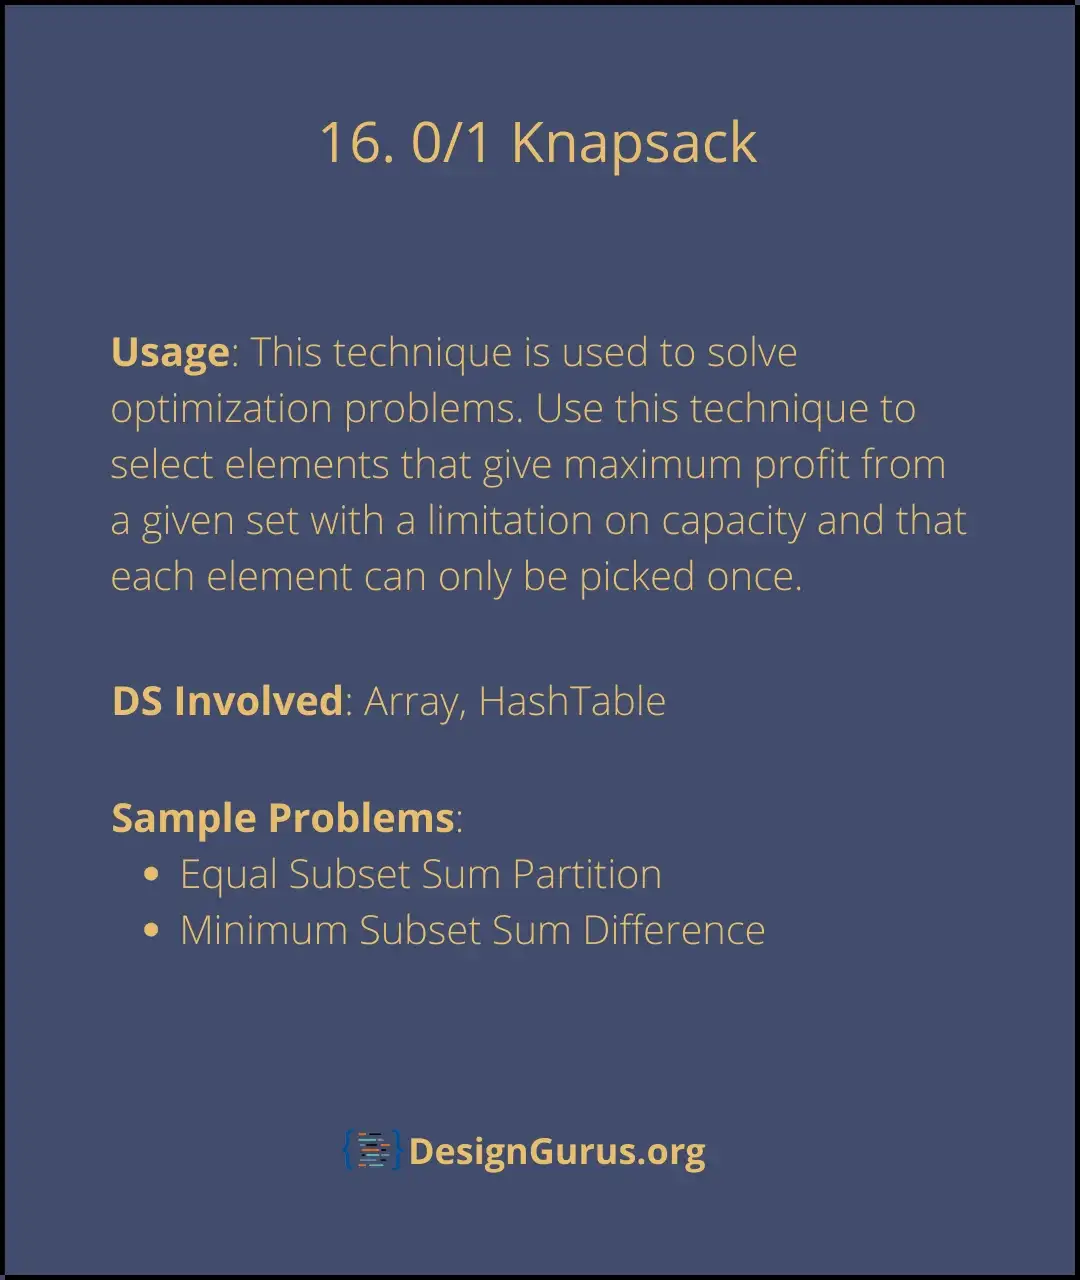 16. 0/1 Knapsack
Usage: This technique is used to solve
optimization problems. Use this technique to
select elements that give maximum profit from
a given set with a limitation on capacity and that
each element can only be picked once.
DS Involved: Array, HashTable
Sample Problems:
• Equal Subset Sum Partition
• Minimum Subset Sum Difference
DesignGurus.org